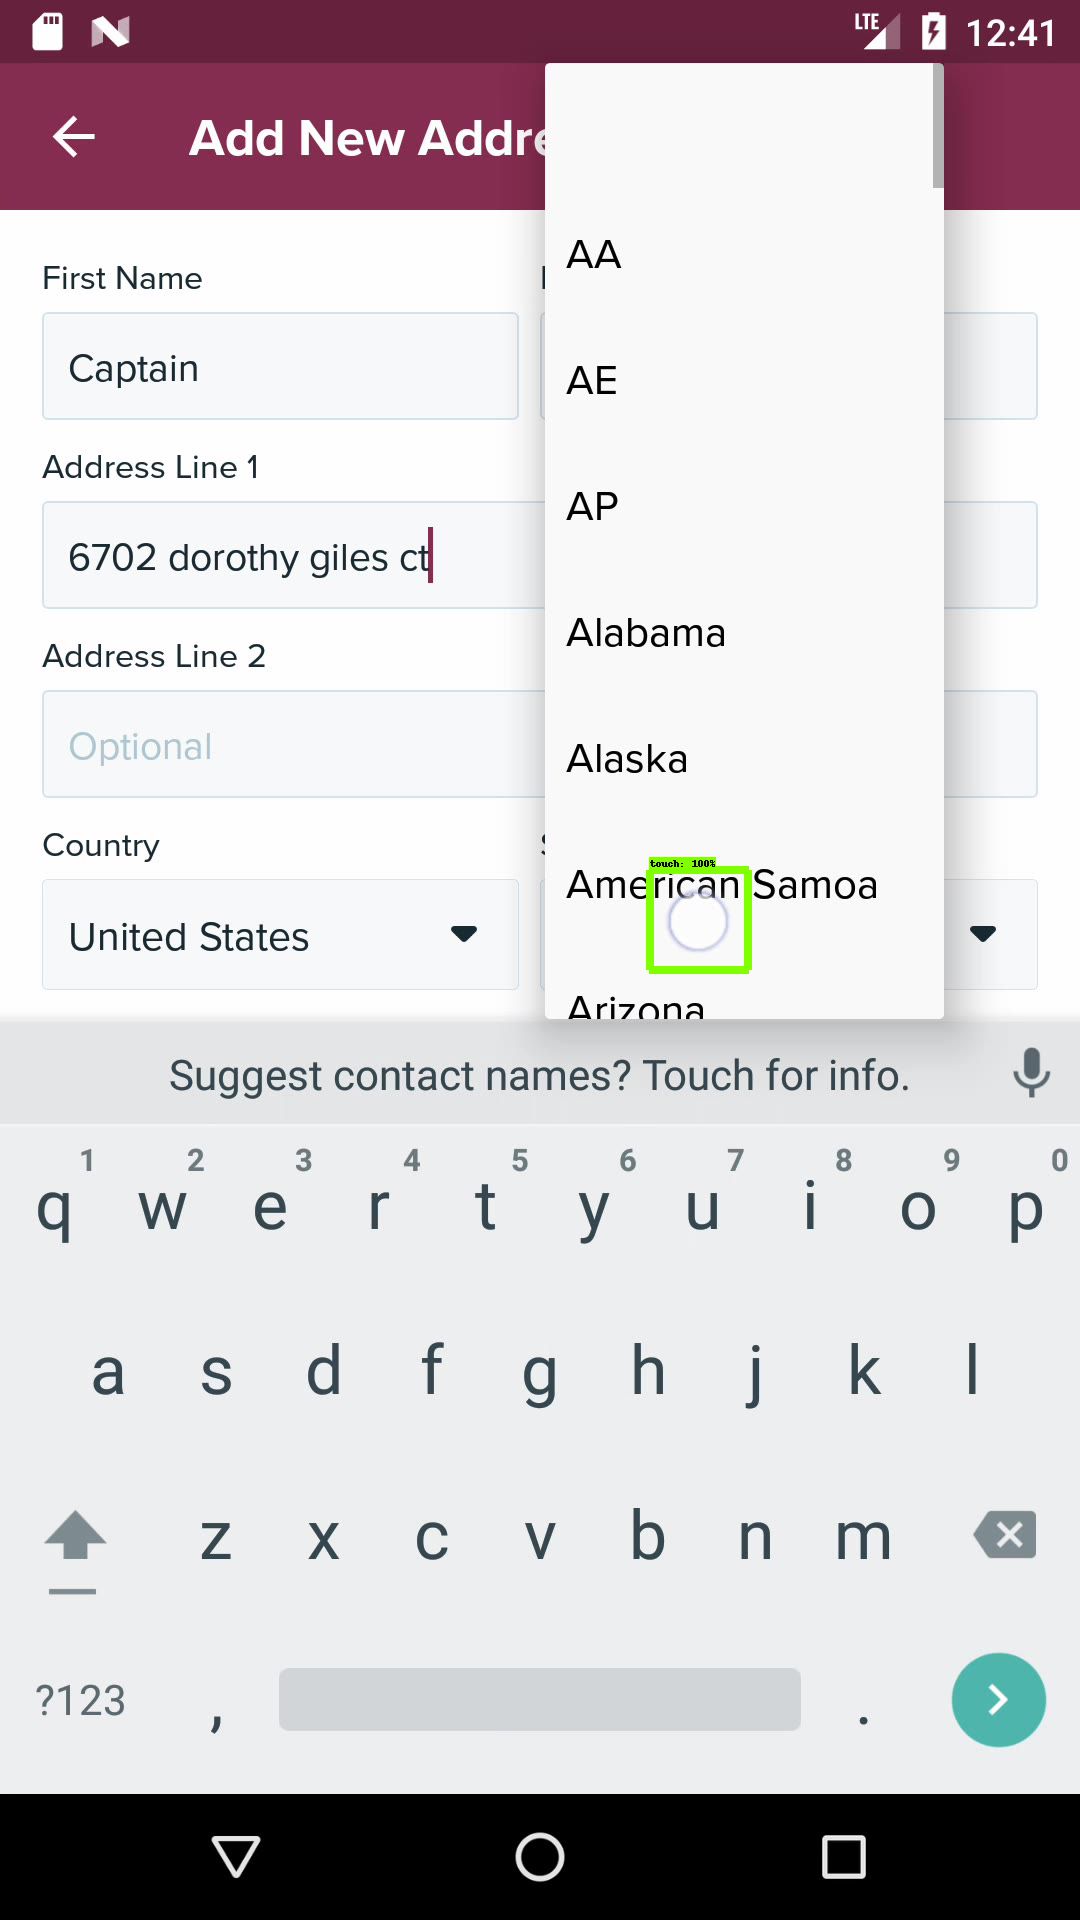 LTE 12:41
Add New Addre
First Name
Captain
Address Line 1
6702 dorothy giles ct
Address Line 2
Optional
Country
United States
AA
AE
AP
Alabama
Alaska
touch: 100%
American Samoa
Arizona
Suggest contact names? Touch for info.
1 2 3 4 5 6 7 8 9 0
q w e r t y u i o p
a s d f g h j k l
z x c v b n m
?123 , .